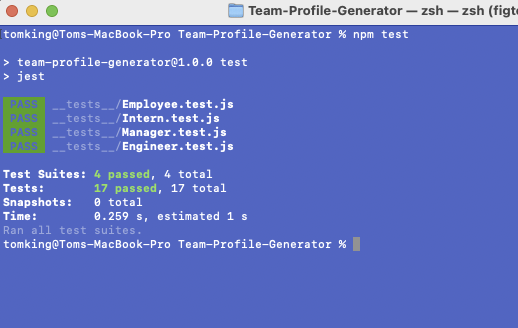 Team-Profile-Generator — zsh — zsh (figt
tomking@Toms-MacBook-Pro Team-Profile-Generator % npm test
> team-profile-generator@1.0.0 test
> jest
PASS __tests__/Employee.test.js
PASS __tests__/Intern.test.js
PASS __tests__/Manager.test.js
PASS __tests__/Engineer.test.js
Test Suites: 4 passed, 4 total
Tests: 17 passed, 17 total
Snapshots: 0 total
Time: 0.259 s, estimated 1 s
Ran all test suites.
tomking@Toms-MacBook-Pro Team-Profile-Generator %